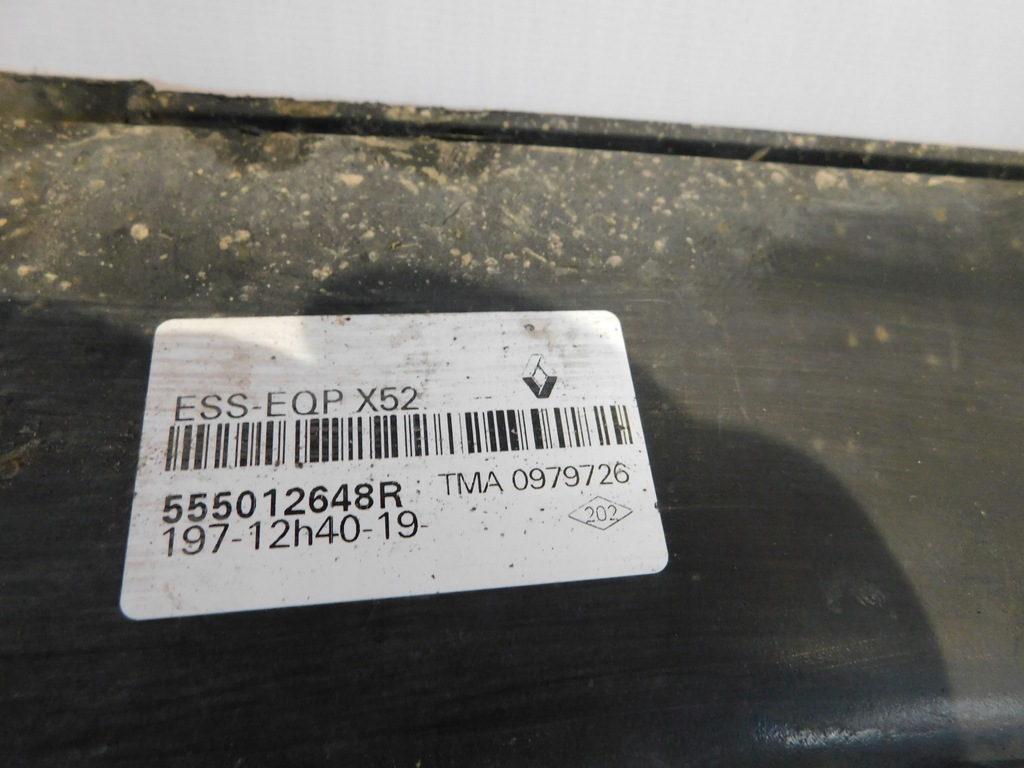 ESS-EQP X52
555012648R TMA 0979726
197-12h40-19-
202